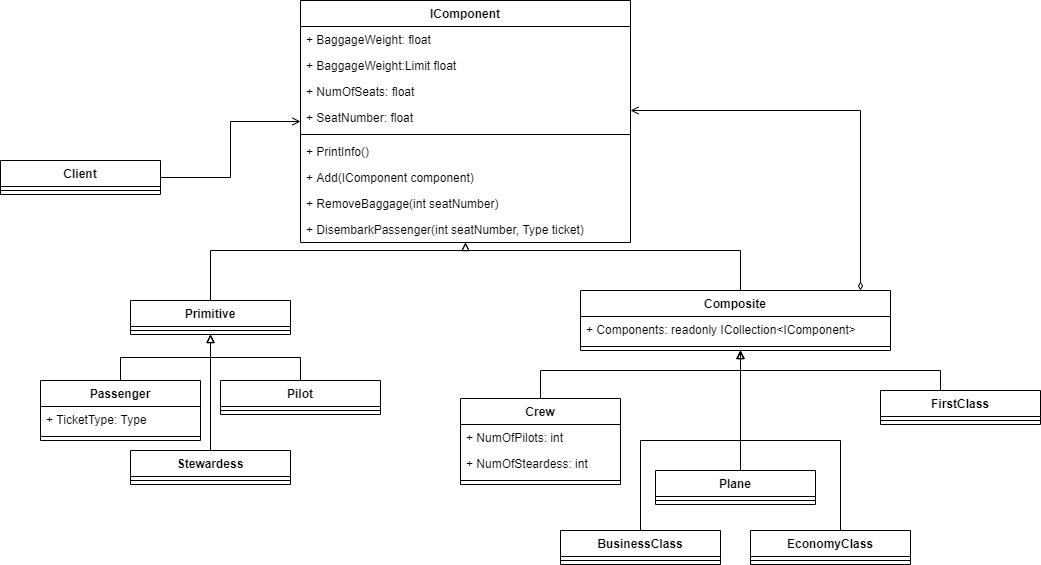 IComponent
+ BaggageWeight: float
+ BaggageWeight:Limit float
+ NumOfSeats: float
+ SeatNumber: float
+ PrintInfo()
+ Add(IComponent component)
+ RemoveBaggage(int seatNumber)
+ DisembarkPassenger(int seatNumber, Type ticket)
Client
Primitive
Composite
+ Components: readonly ICollection<IComponent>
Passenger
+ TicketType: Type
Pilot
Stewardess
Crew
+ NumOfPilots: int
+ NumOfSteardess: int
FirstClass
Plane
BusinessClass
EconomyClass